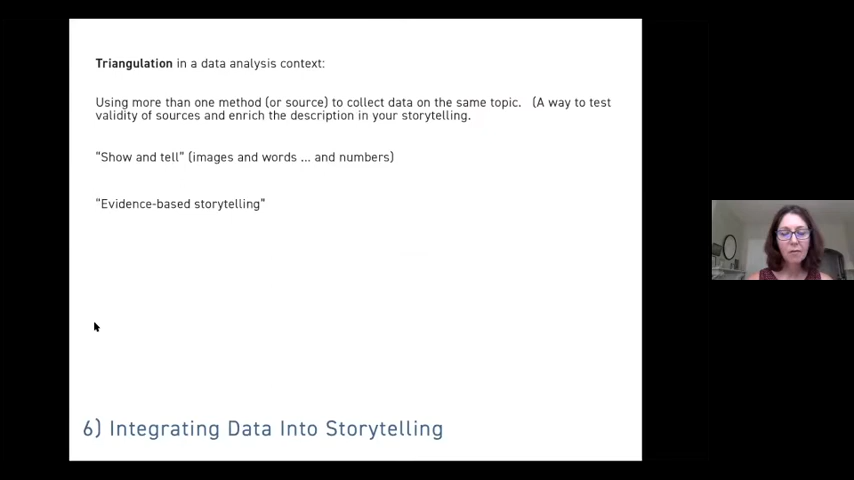 Triangulation in a data analysis context:
Using more than one method (or source) to collect data on the same topic. (A way to test
validity of sources and enrich the description in your storytelling.
"Show and tell" (images and words ... and numbers)
"Evidence-based storytelling"
6) Integrating Data Into Storytelling